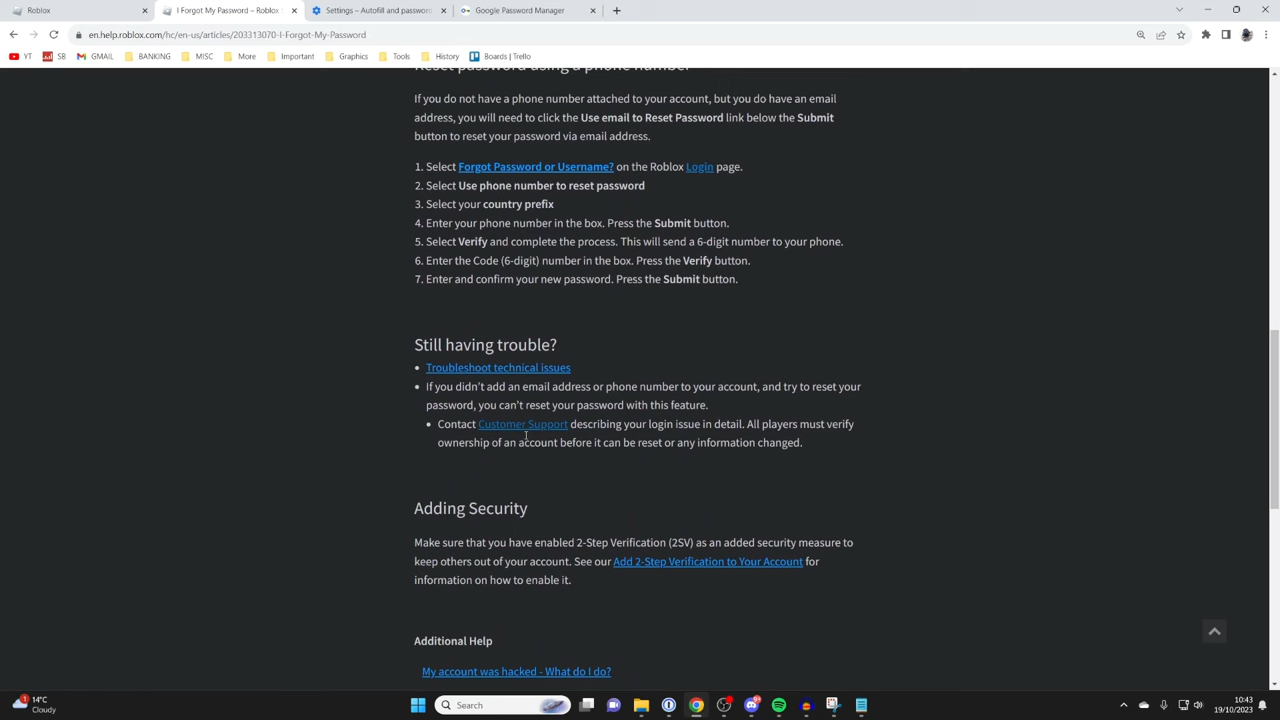 Roblox
I Forgot My Password – Roblox
Settings – Autofill and password
Google Password Manager
en.help.roblox.com/hc/en-us/articles/203313070-I-Forgot-My-Password
YT SB GMAIL BANKING MISC More Important Graphics Tools History Boards | Trello
Reset password using a phone number
If you do not have a phone number attached to your account, but you do have an email
address, you will need to click the Use email to Reset Password link below the Submit
button to reset your password via email address.
1. Select Forgot Password or Username? on the Roblox Login page.
2. Select Use phone number to reset password
3. Select your country prefix
4. Enter your phone number in the box. Press the Submit button.
5. Select Verify and complete the process. This will send a 6-digit number to your phone.
6. Enter the Code (6-digit) number in the box. Press the Verify button.
7. Enter and confirm your new password. Press the Submit button.
Still having trouble?
• Troubleshoot technical issues
• If you didn't add an email address or phone number to your account, and try to reset your
password, you can't reset your password with this feature.
• Contact Customer Support describing your login issue in detail. All players must verify
ownership of an account before it can be reset or any information changed.
Adding Security
Make sure that you have enabled 2-Step Verification (2SV) as an added security measure to
keep others out of your account. See our Add 2-Step Verification to Your Account for
information on how to enable it.
Additional Help
My account was hacked - What do I do?
1
14°C
Cloudy
Search
10:43
19/10/2023